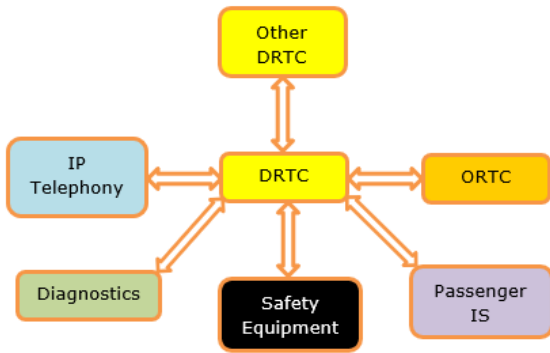 Other
DRTC
IP
Telephony
DRTC
ORTC
Diagnostics
Safety
Equipment
Passenger
IS